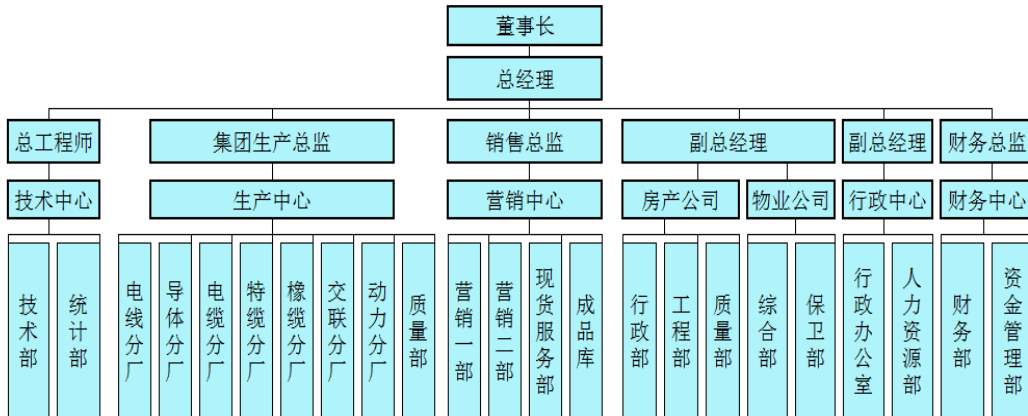 董事长
总经理
总工程师
集团生产总监
销售总监
副总经理
副总经理
财务总监
技术中心
生产中心
营销中心
房产公司
物业公司
行政中心
财务中心
技术部
统计部
电线分厂
导体分厂
电缆分厂
特缆分厂
橡缆分厂
交联分厂
动力分厂
质量部
营销一部
营销二部
现货服务部
成品库
行政部
工程部
质量部
综合部
保卫部
行政办公室
人力资源部
财务部
资金管理部